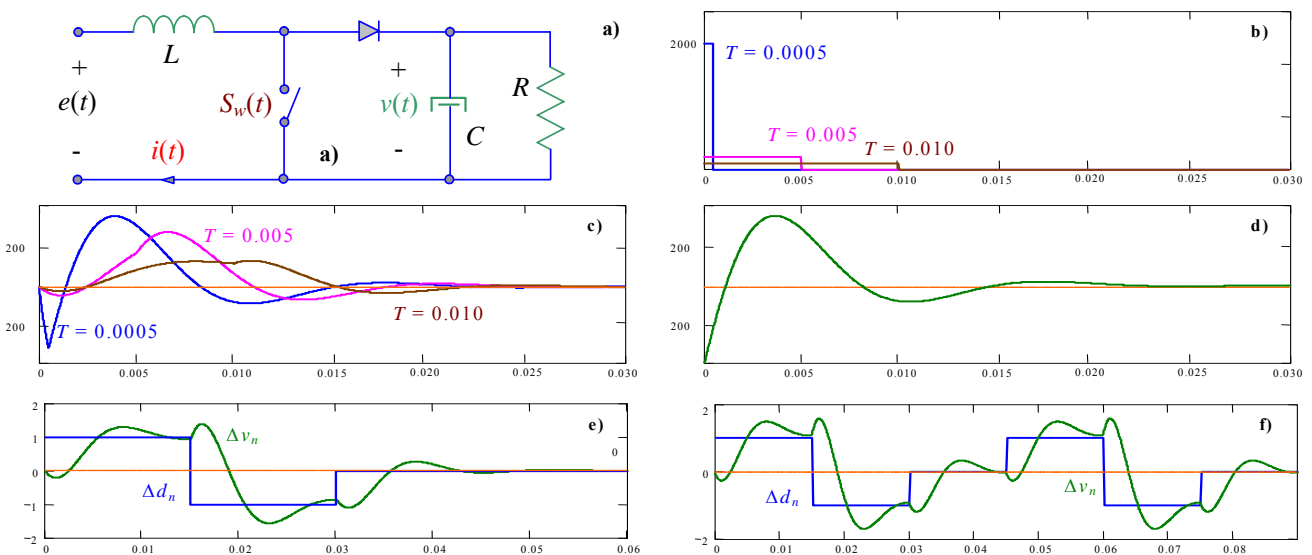 a)
L
+
e(t)
-
S_w(t)
+
v(t)
-
C
R
i(t)
a)
b)
2000
T = 0.0005
T = 0.005
T = 0.010
0
0.005
0.010
0.015
0.020
0.025
0.030
c)
200
200
T = 0.005
T = 0.010
T = 0.0005
0
0.005
0.010
0.015
0.020
0.025
0.030
d)
200
200
0
0.005
0.010
0.015
0.020
0.025
0.030
e)
2
1
0
−1
−2
Δv_n
Δd_n
0
0
0.01
0.02
0.03
0.04
0.05
0.06
f)
2
0
−2
Δd_n
Δv_n
0
0.01
0.02
0.03
0.04
0.05
0.06
0.07
0.08